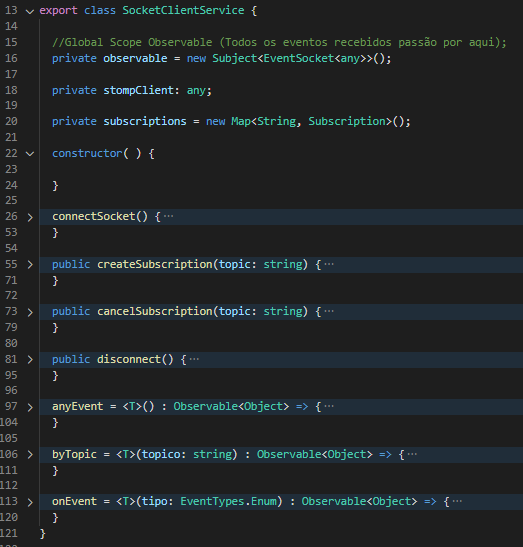 13 export class SocketClientService {
14
15 //Global Scope Observable (Todos os eventos recebidos passão por aqui);
16 private observable = new Subject<EventSocket<any>>();
17
18 private stompClient: any;
19
20 private subscriptions = new Map<String, Subscription>();
21
22 constructor( ) {
23
24 }
25
26 connectSocket() { ⋯
53 }
54
55 public createSubscription(topic: string) { ⋯
71 }
72
73 public cancelSubscription(topic: string) { ⋯
79 }
80
81 public disconnect() { ⋯
95 }
96
97 anyEvent = <T>() : Observable<Object> => { ⋯
104 }
105
106 byTopic = <T>(topico: string) : Observable<Object> => { ⋯
111 }
112
113 onEvent = <T>(tipo: EventTypes.Enum) : Observable<Object> => { ⋯
120 }
121 }